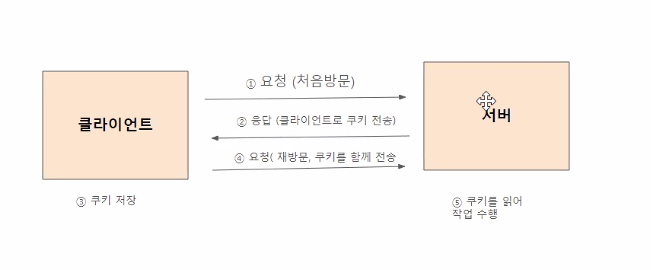 ① 요청 (처음방문)
클라이언트
서버
② 응답 (클라이언트로 쿠키 전송)
④ 요청( 재방문, 쿠키를 함께 전송
③ 쿠키 저장
⑤ 쿠키를 읽어
작업 수행